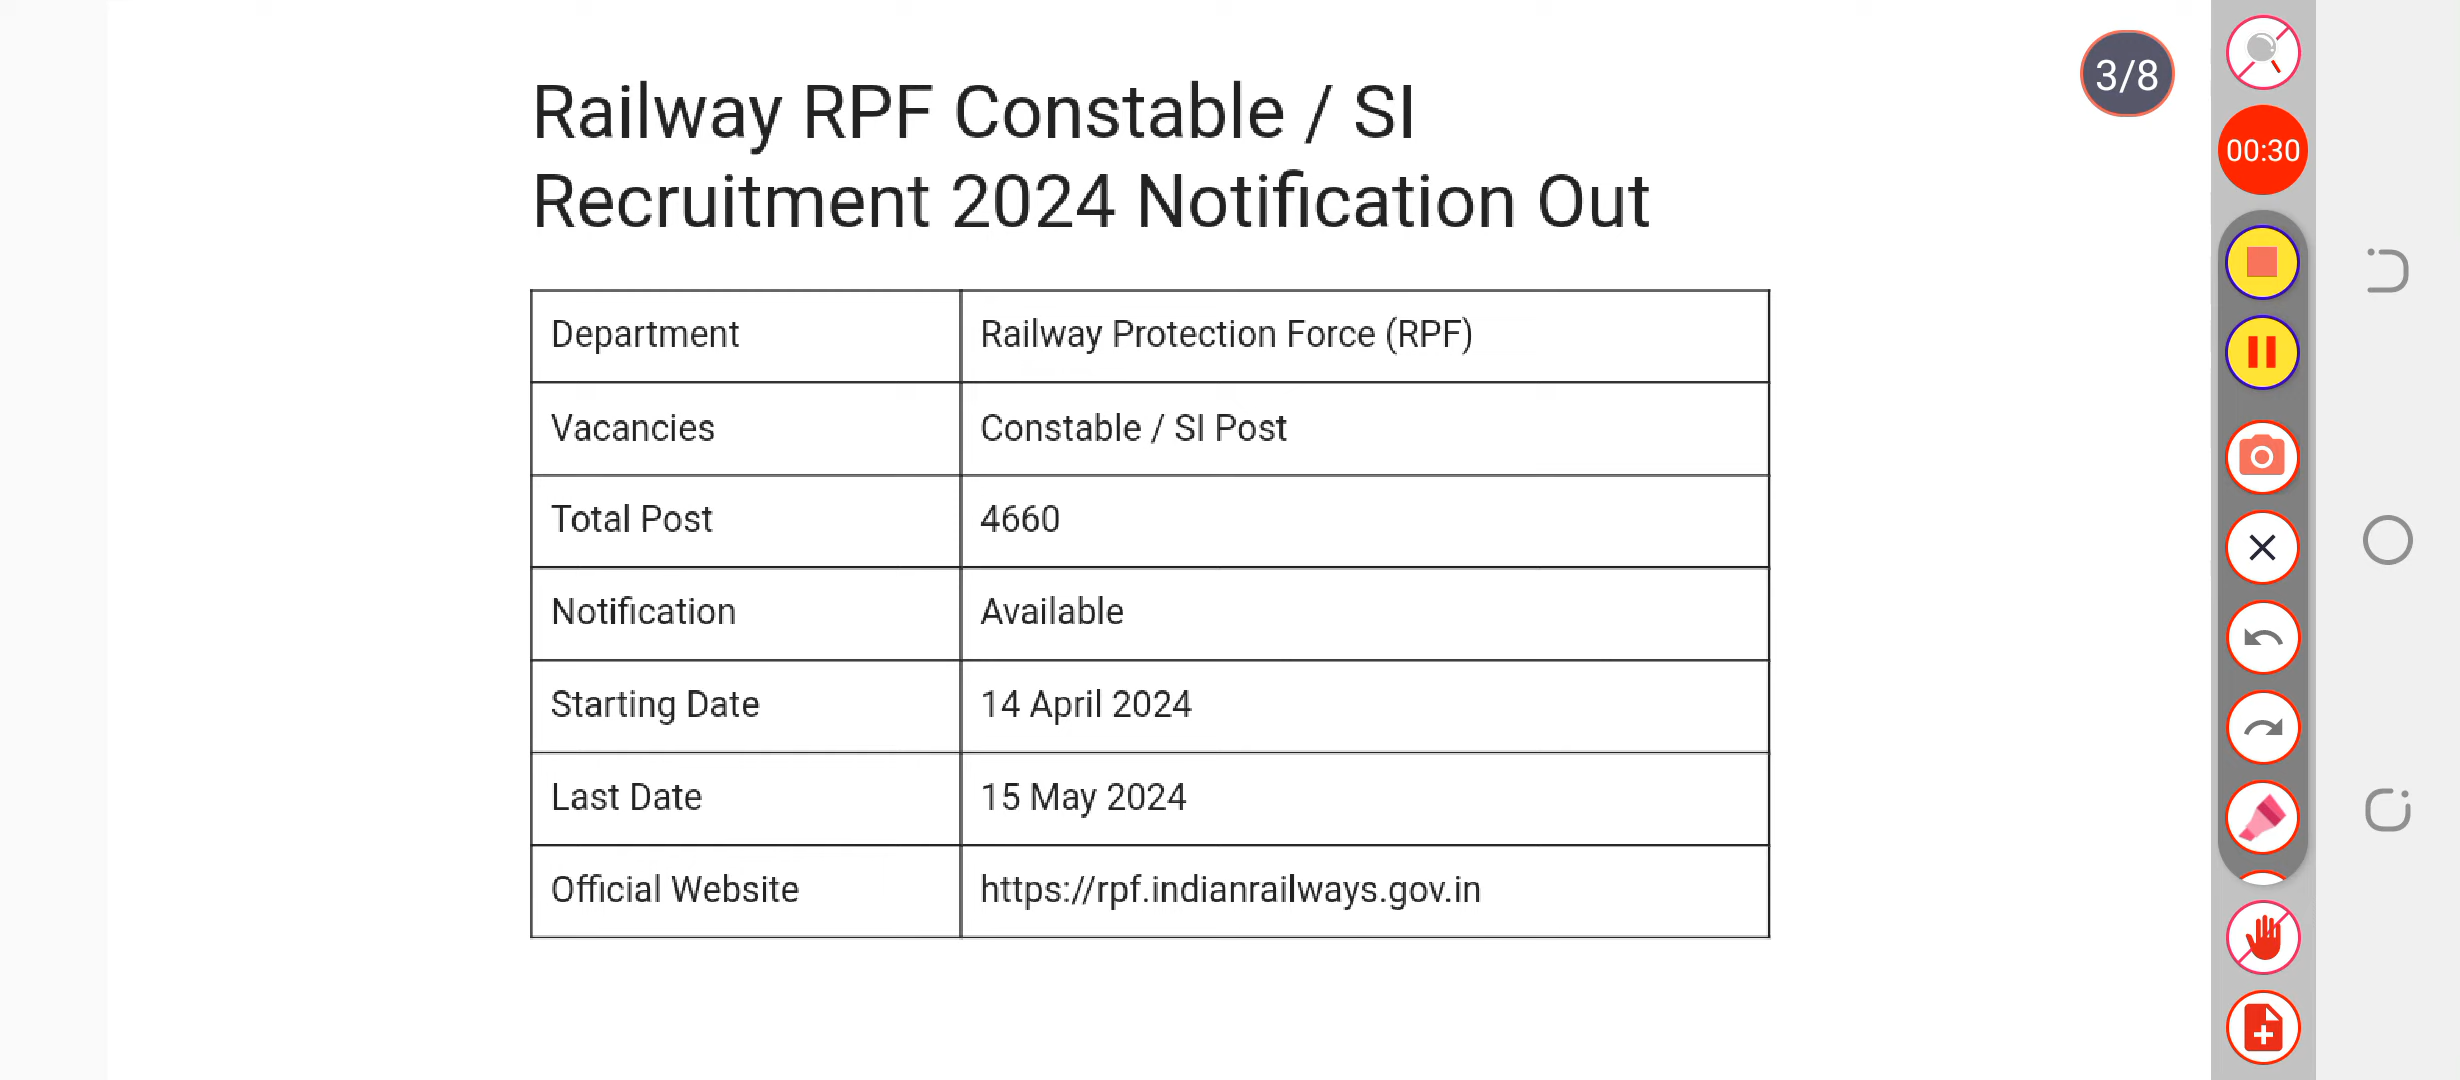 Railway RPF Constable / SI
Recruitment 2024 Notification Out
3/8
00:30
Department Railway Protection Force (RPF)
Vacancies Constable / SI Post
Total Post 4660
Notification Available
Starting Date 14 April 2024
Last Date 15 May 2024
Official Website https://rpf.indianrailways.gov.in